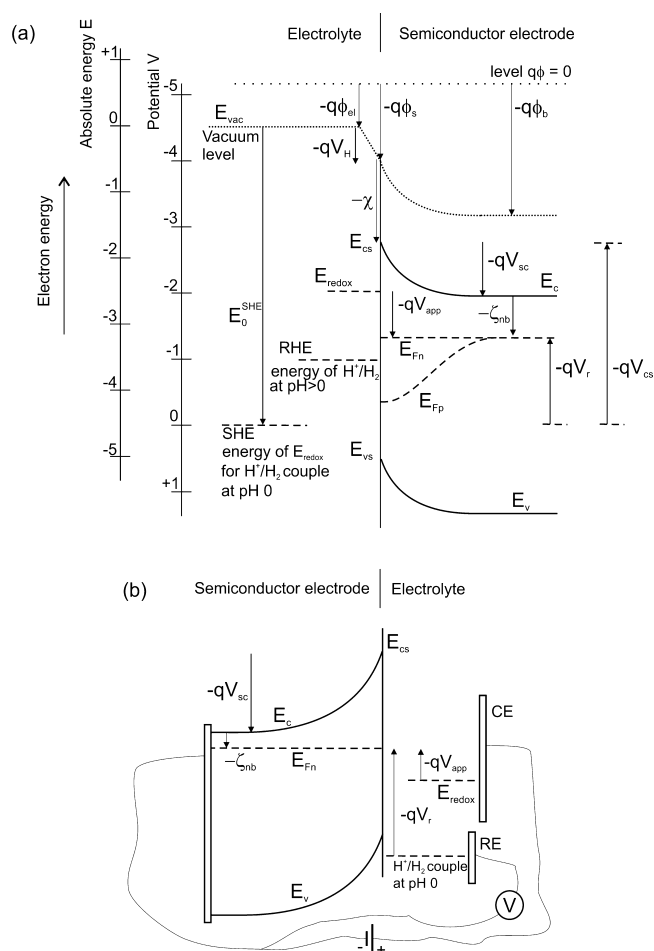 (a)
Electrolyte
Semiconductor electrode
Absolute energy E
Potential V
Electron energy
+1
0
-1
-2
-3
-4
-5
-5
-4
-3
-2
-1
0
+1
level qϕ = 0
E_vac
Vacuum
level
-qϕ_el
-qϕ_s
-qϕ_b
-qV_H
−χ
E_cs
-qV_sc
E_c
E_redox
-qV_app
−ζ_nb
E_0^SHE
E_Fn
RHE
energy of H⁺/H₂
at pH>0
-qV_r
-qV_cs
E_Fp
SHE
energy of E_redox
for H⁺/H₂ couple
at pH 0
E_vs
E_v
(b)
Semiconductor electrode
Electrolyte
E_cs
-qV_sc
E_c
CE
−ζ_nb
E_Fn
-qV_app
E_redox
-qV_r
RE
H⁺/H₂ couple
at pH 0
E_v
V
- +